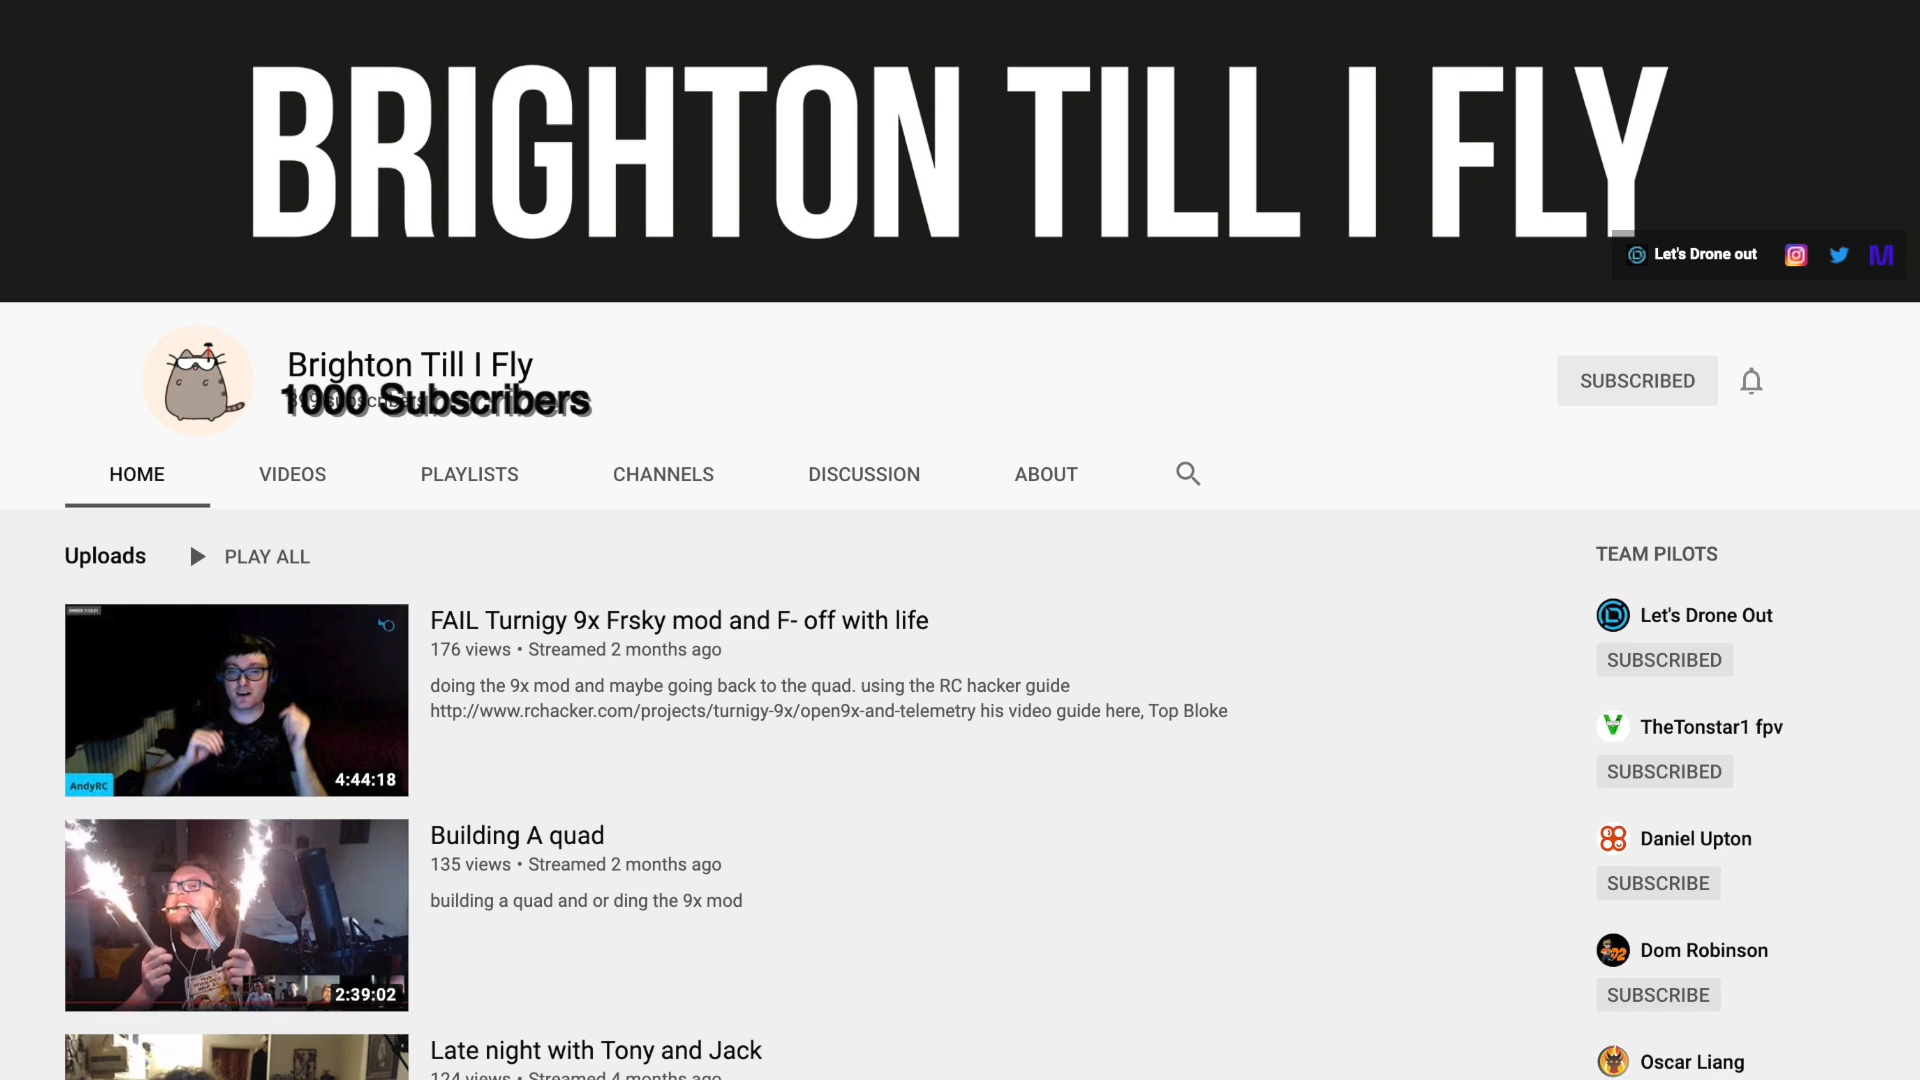 BRIGHTON TILL I FLY
Let's Drone out
Brighton Till I Fly
1000 Subscribers
SUBSCRIBED
HOME VIDEOS PLAYLISTS CHANNELS DISCUSSION ABOUT
Uploads PLAY ALL
FAIL Turnigy 9x Frsky mod and F- off with life
176 views • Streamed 2 months ago
doing the 9x mod and maybe going back to the quad. using the RC hacker guide
http://www.rchacker.com/projects/turnigy-9x/open9x-and-telemetry his video guide here, Top Bloke
AndyRC
4:44:18
Building A quad
135 views • Streamed 2 months ago
building a quad and or ding the 9x mod
2:39:02
Late night with Tony and Jack
124 views • Streamed 4 months ago
TEAM PILOTS
Let's Drone Out
SUBSCRIBED
TheTonstar1 fpv
SUBSCRIBED
Daniel Upton
SUBSCRIBE
Dom Robinson
SUBSCRIBE
Oscar Liang